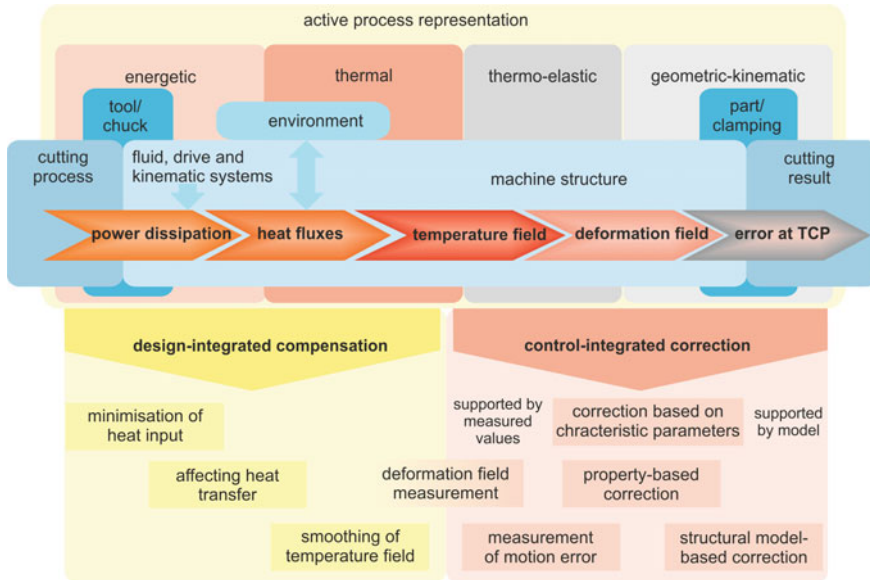 active process representation
energetic
thermal
thermo-elastic
geometric-kinematic
tool/
chuck
environment
part/
clamping
cutting
process
fluid, drive and
kinematic systems
machine structure
cutting
result
power dissipation
heat fluxes
temperature field
deformation field
error at TCP
design-integrated compensation
control-integrated correction
minimisation of
heat input
supported by
measured
values
correction based on
chracteristic parameters
supported
by model
affecting heat
transfer
deformation field
measurement
property-based
correction
smoothing of
temperature field
measurement
of motion error
structural model-
based correction